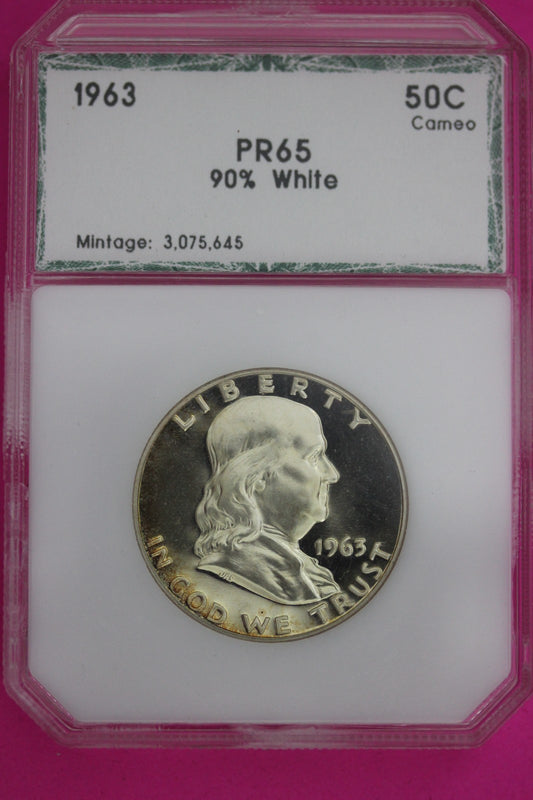 1963 50C
Cameo
PR65
90% White
Mintage: 3,075,645
LIBERTY
1963
IN GOD WE TRUST